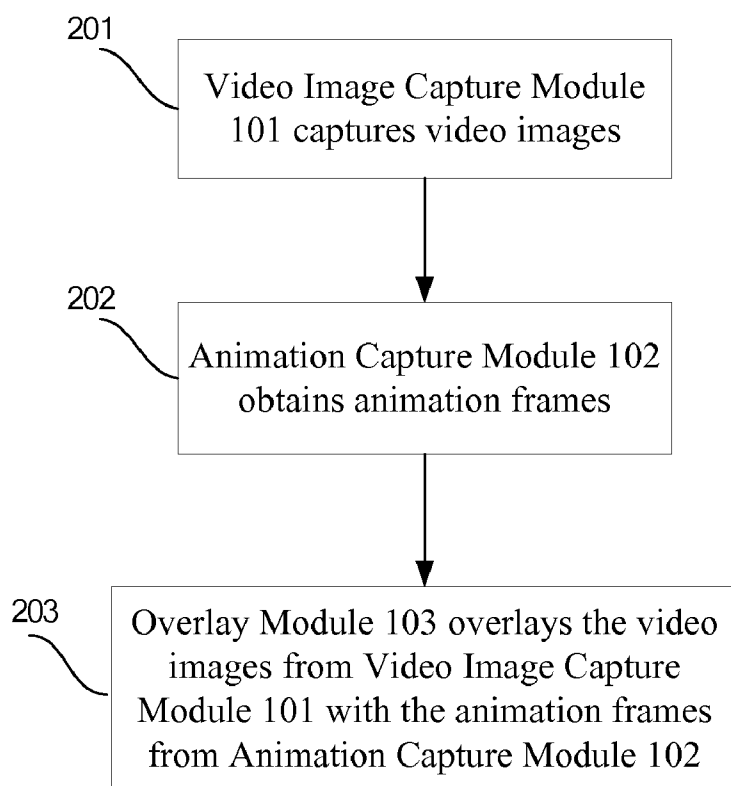 201
Video Image Capture Module
101 captures video images
202
Animation Capture Module 102
obtains animation frames
203
Overlay Module 103 overlays the video
images from Video Image Capture
Module 101 with the animation frames
from Animation Capture Module 102